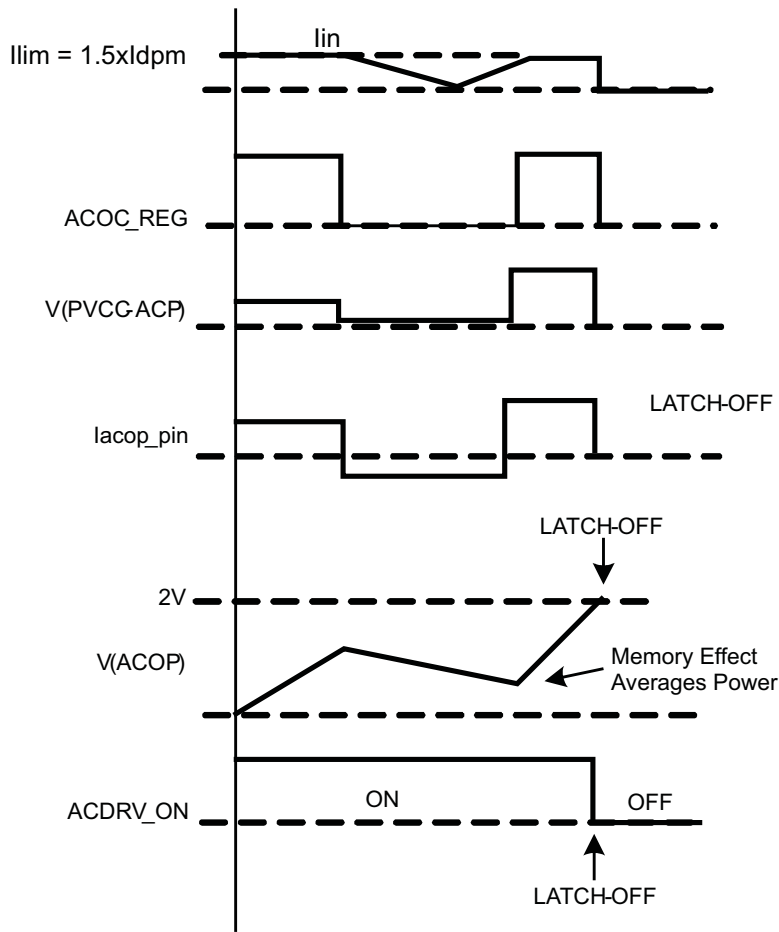 Iin
Ilim = 1.5xIdpm
ACOC_REG
V(PVCC-ACP)
LATCH-OFF
Iacop_pin
LATCH-OFF
2V
V(ACOP)
Memory Effect
Averages Power
ACDRV_ON
ON
OFF
LATCH-OFF